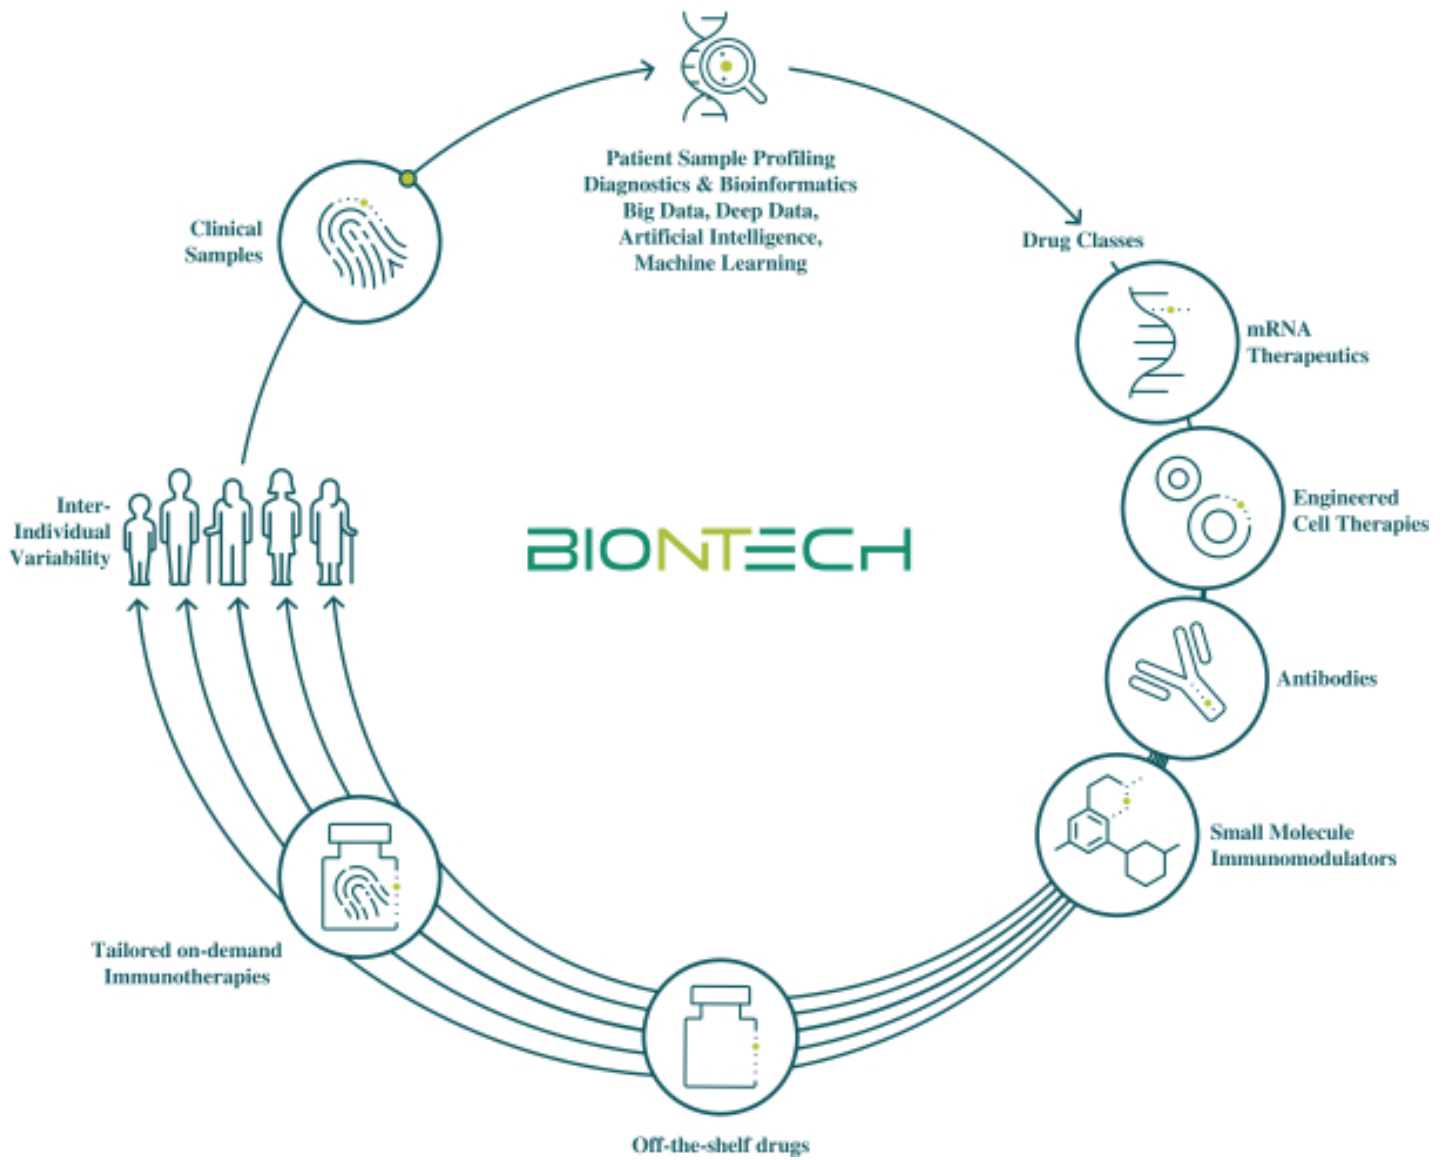 Patient Sample Profiling
Diagnostics & Bioinformatics
Big Data, Deep Data,
Artificial Intelligence,
Machine Learning
Clinical
Samples
Drug Classes
mRNA
Therapeutics
Inter-
Individual
Variability
BIONTECH
Engineered
Cell Therapies
Antibodies
Small Molecule
Immunomodulators
Tailored on-demand
Immunotherapies
Off-the-shelf drugs